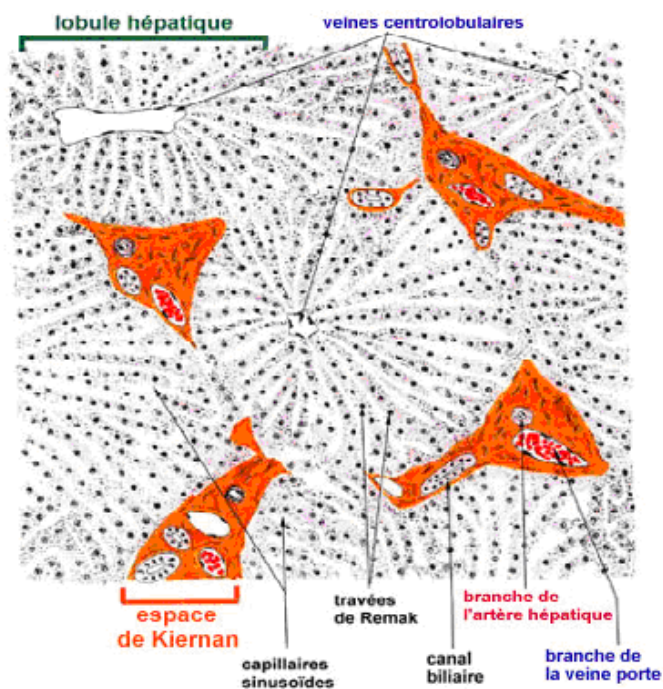 lobule hépatique
veines centrolobulaires
espace
de Kiernan
capillaires
sinusoïdes
travées
de Remak
canal
biliaire
branche de
l'artère hépatique
branche de
la veine porte